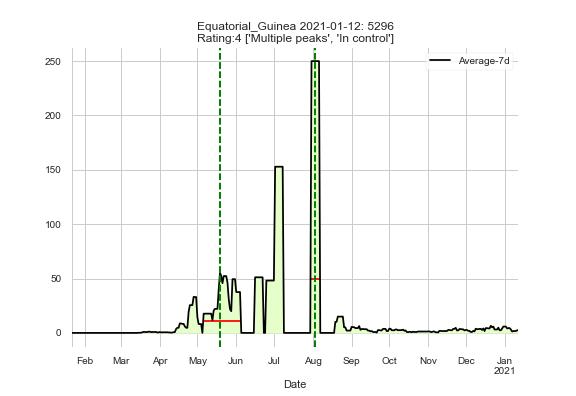 Equatorial_Guinea 2021-01-12: 5296
Rating:4 ['Multiple peaks', 'In control']
Average-7d
250
200
150
100
50
0
Feb Mar Apr May Jun Jul Aug Sep Oct Nov Dec Jan
2021
Date